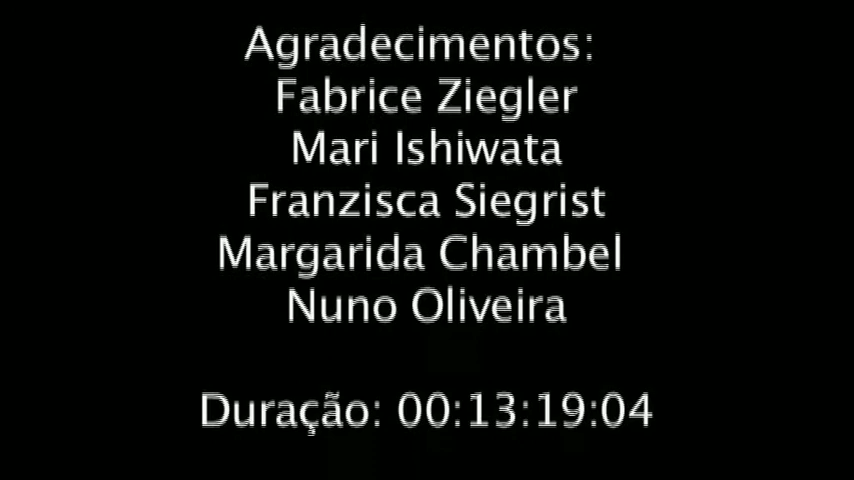 Agradecimentos:
Fabrice Ziegler
Mari Ishiwata
Franzisca Siegrist
Margarida Chambel
Nuno Oliveira
Duração: 00:13:19:04